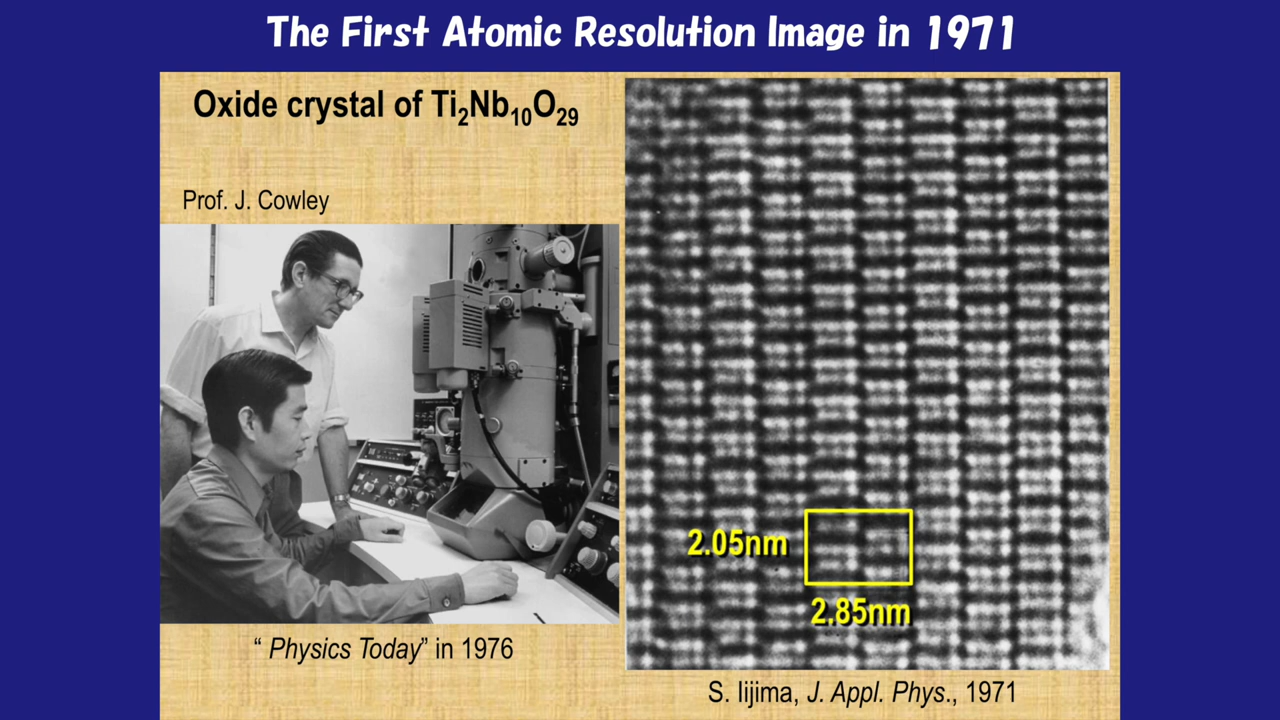 The First Atomic Resolution Image in 1971
Oxide crystal of Ti₂Nb₁₀O₂₉
Prof. J. Cowley
“ Physics Today” in 1976
2.05nm
2.85nm
S. Iijima, J. Appl. Phys., 1971